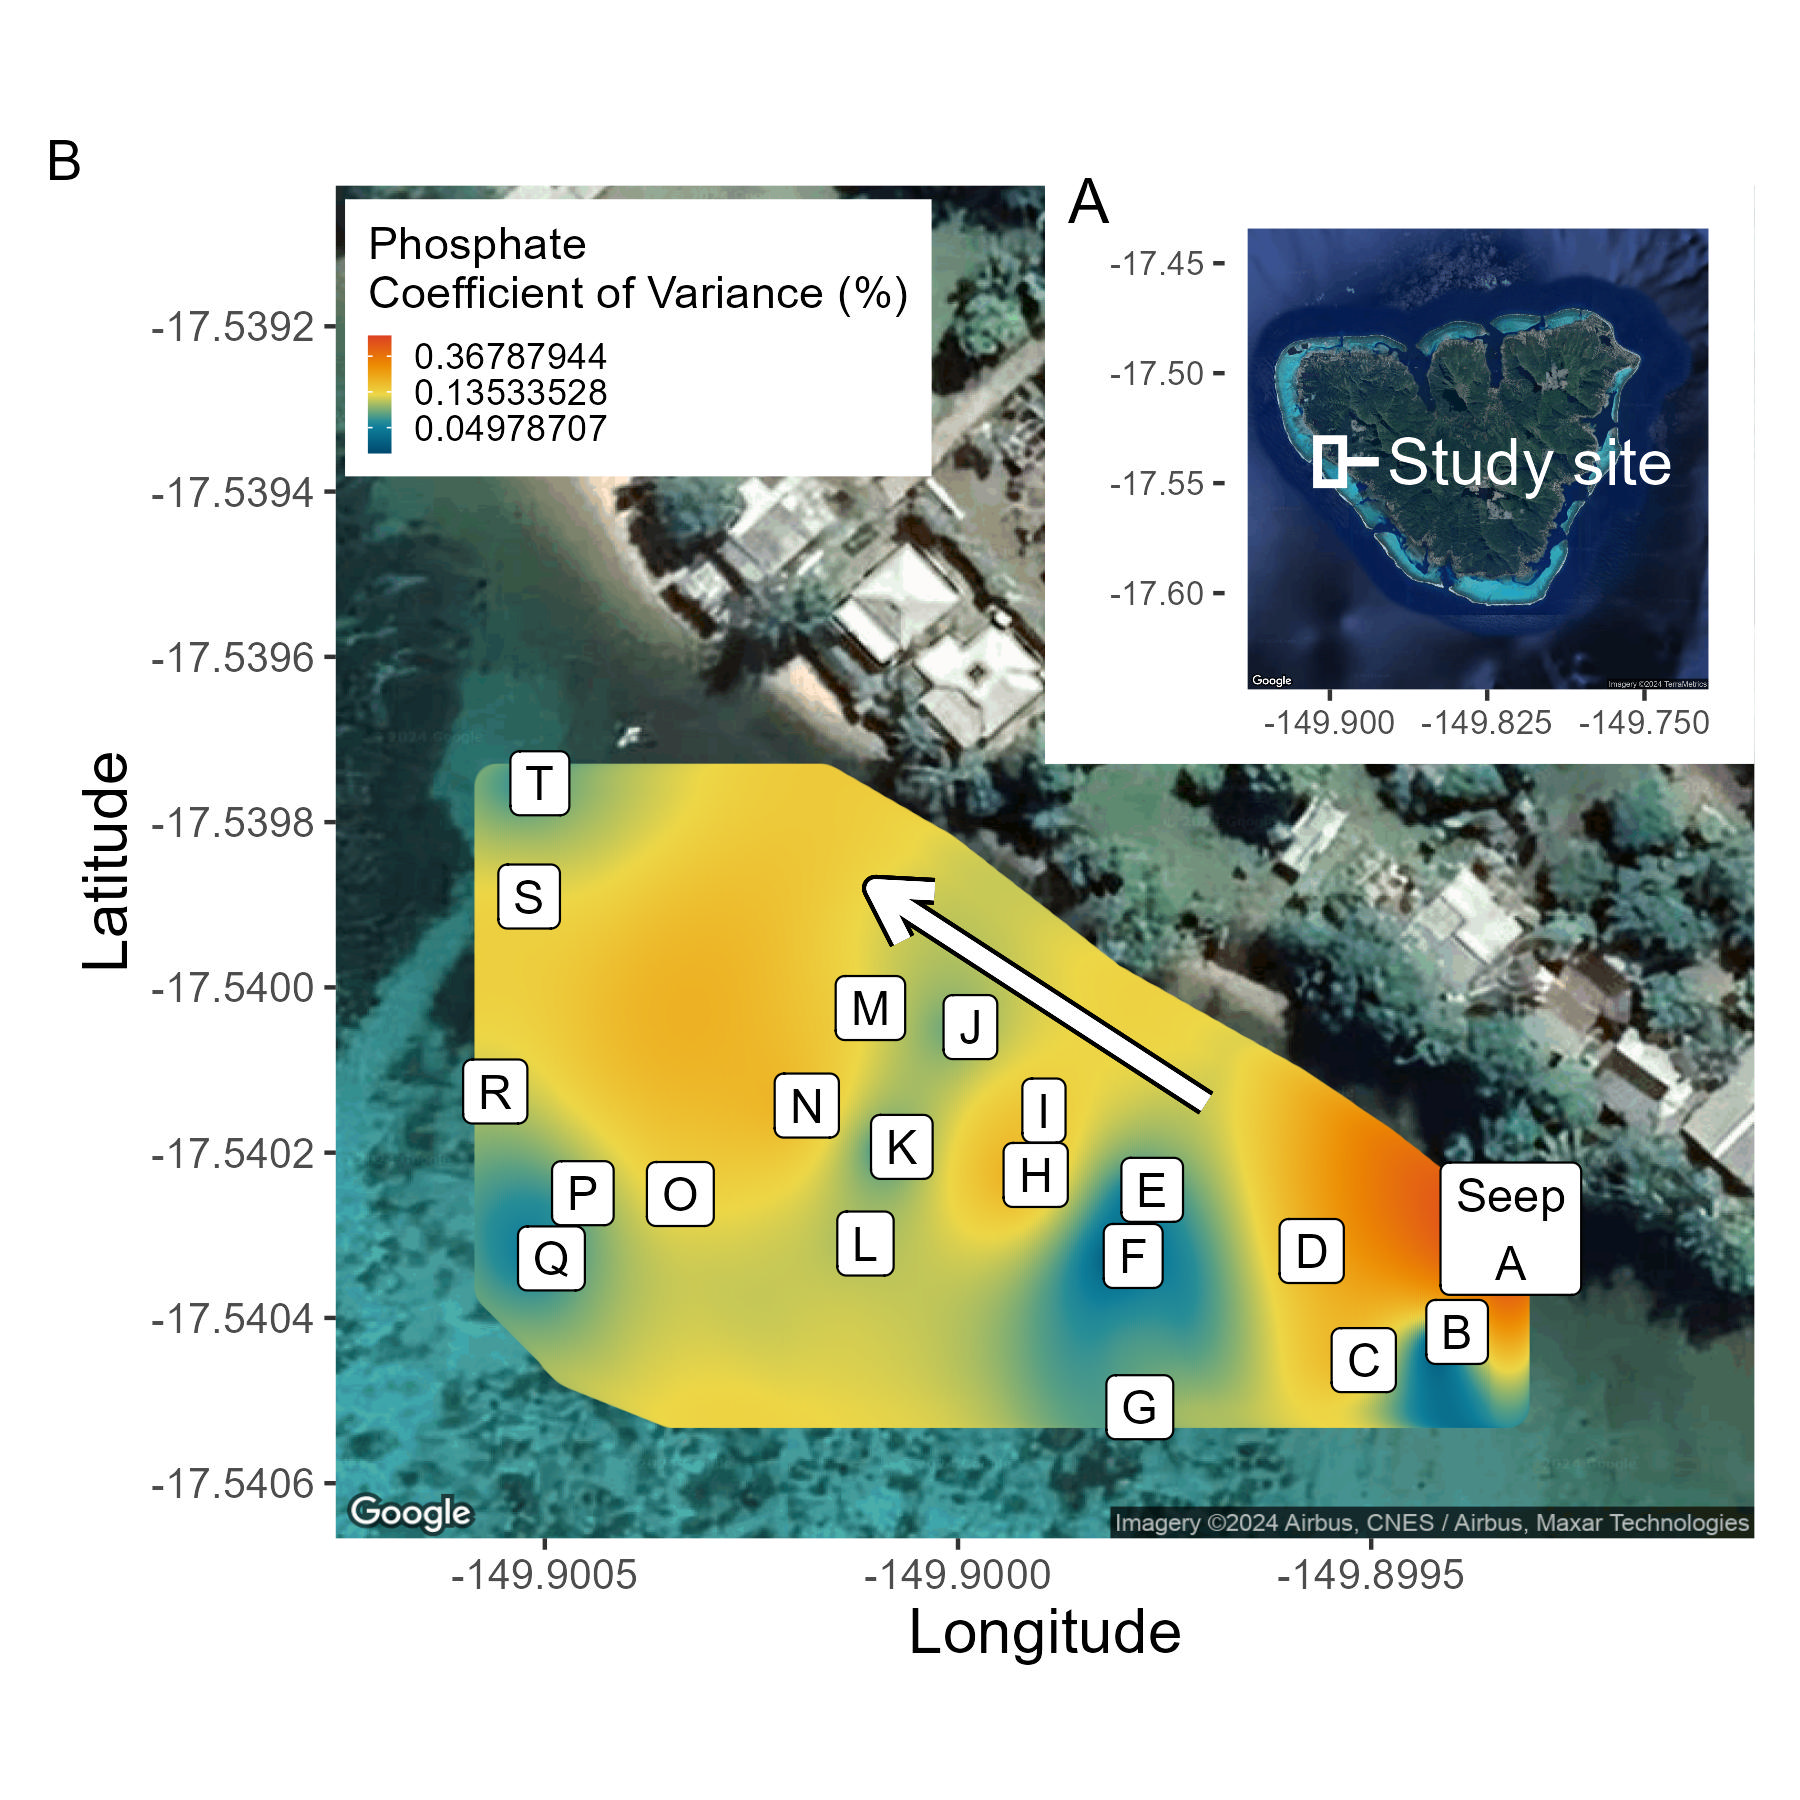 B
A
Phosphate
Coefficient of Variance (%)
0.36787944
0.13533528
0.04978707
-17.45
-17.50
-17.55
-17.60
Study site
Google
Imagery ©2024 TerraMetrics
-149.900
-149.825
-149.750
Latitude
-17.5392
-17.5394
-17.5396
-17.5398
-17.5400
-17.5402
-17.5404
-17.5406
T
S
M
J
R
N
I
K
H
P
O
E
Seep
A
Q
L
F
D
B
C
G
Google
Imagery ©2024 Airbus, CNES / Airbus, Maxar Technologies
-149.9005
-149.9000
-149.8995
Longitude